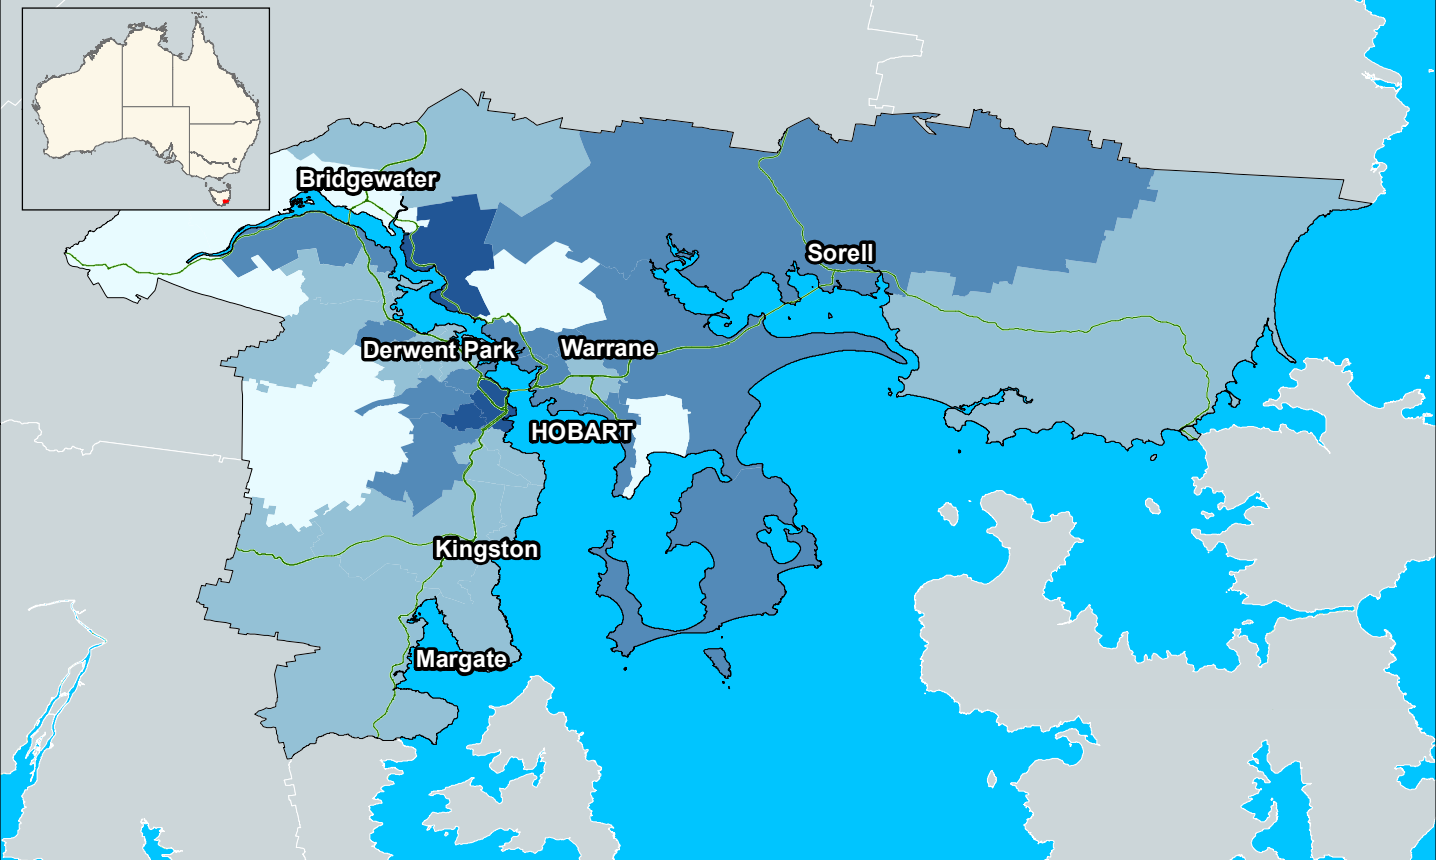 Bridgewater
Sorell
Derwent Park
Warrane
HOBART
Kingston
Margate